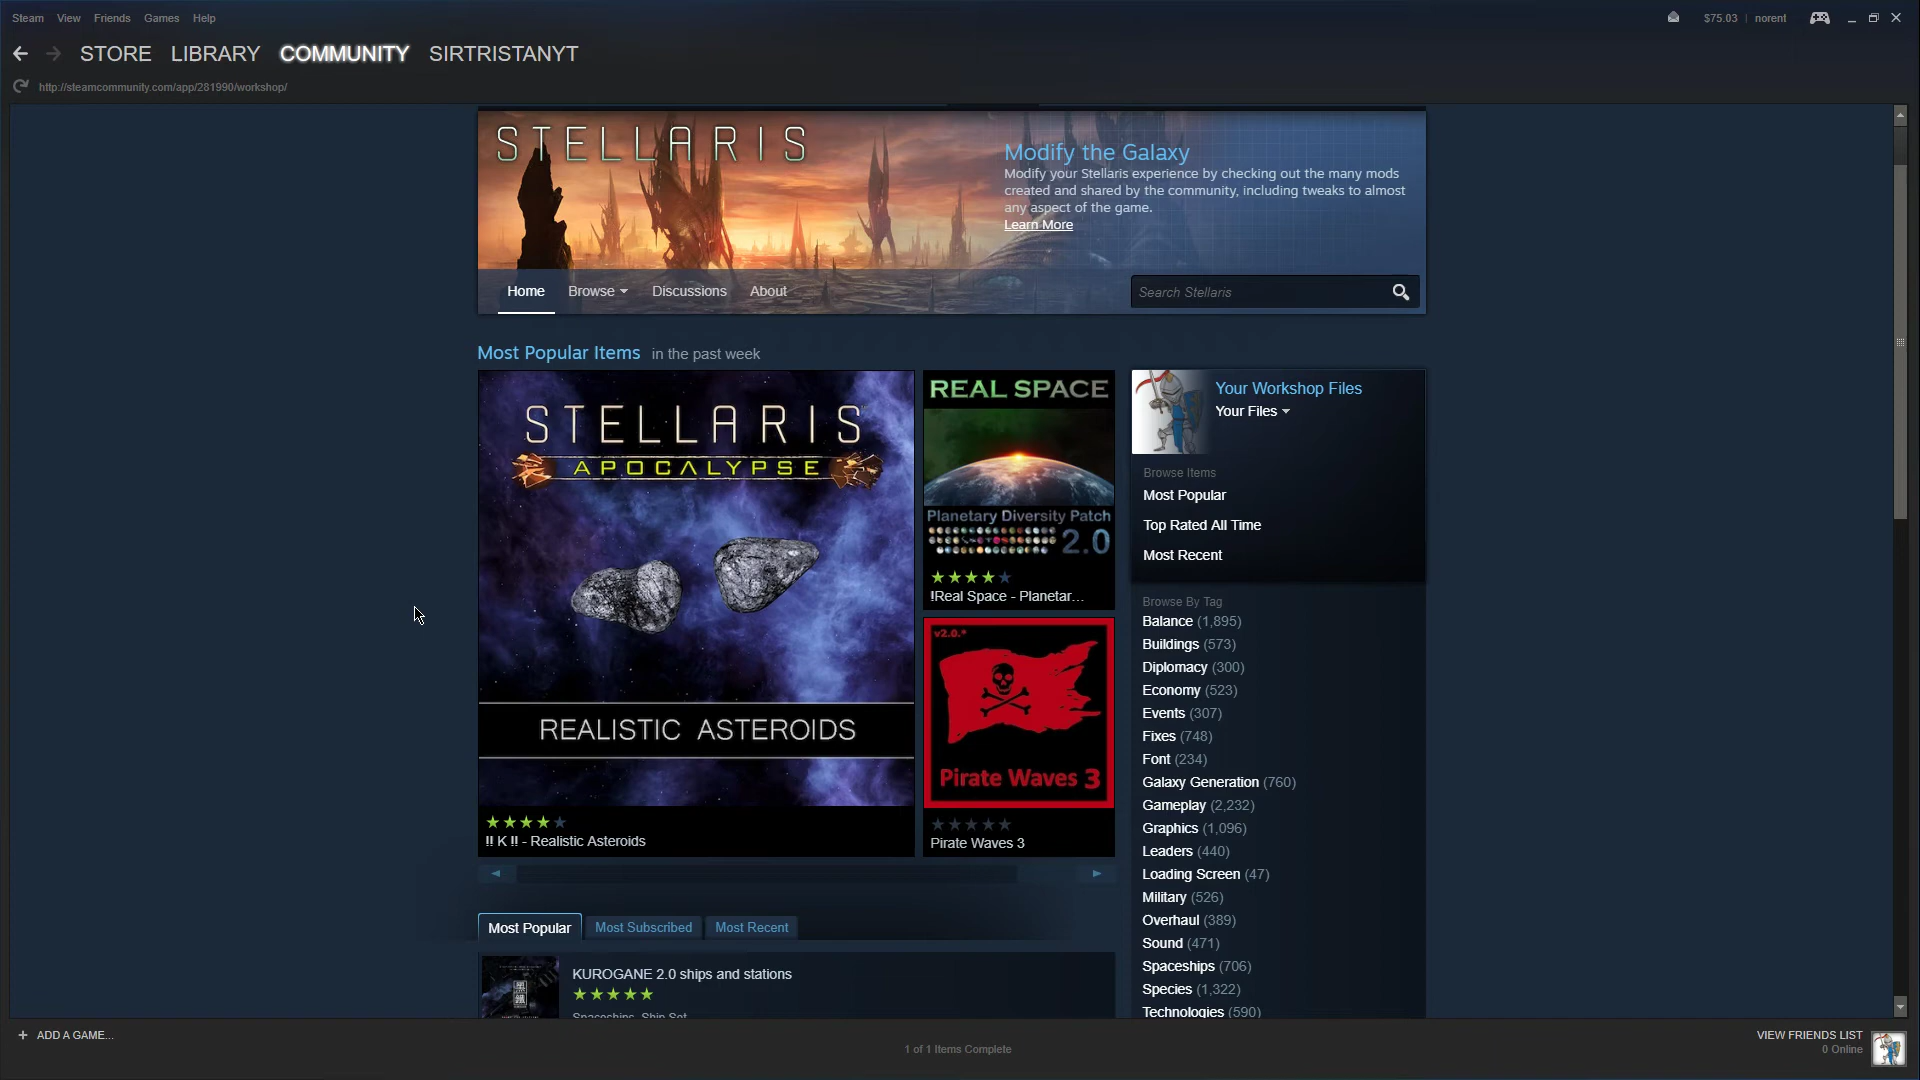 Steam View Friends Games Help
$75.03 | norent
STORE LIBRARY COMMUNITY SIRTRISTANYT
http://steamcommunity.com/app/281990/workshop/
STELLARIS
Modify the Galaxy
Modify your Stellaris experience by checking out the many mods
created and shared by the community, including tweaks to almost
any aspect of the game.
Learn More
Home Browse Discussions About
Search Stellaris
Most Popular Items in the past week
STELLARIS
APOCALYPSE
REALISTIC ASTEROIDS
!! K !! - Realistic Asteroids
REAL SPACE
Planetary Diversity Patch
2.0
!Real Space - Planetar...
v2.0.*
Pirate Waves 3
Pirate Waves 3
Your Workshop Files
Your Files
Browse Items
Most Popular
Top Rated All Time
Most Recent
Browse By Tag
Balance (1,895)
Buildings (573)
Diplomacy (300)
Economy (523)
Events (307)
Fixes (748)
Font (234)
Galaxy Generation (760)
Gameplay (2,232)
Graphics (1,096)
Leaders (440)
Loading Screen (47)
Military (526)
Overhaul (389)
Sound (471)
Spaceships (706)
Species (1,322)
Technologies (590)
Most Popular Most Subscribed Most Recent
KUROGANE 2.0 ships and stations
黒鐵
Spaceships, Ship Set
+ ADD A GAME...
1 of 1 Items Complete
VIEW FRIENDS LIST
0 Online